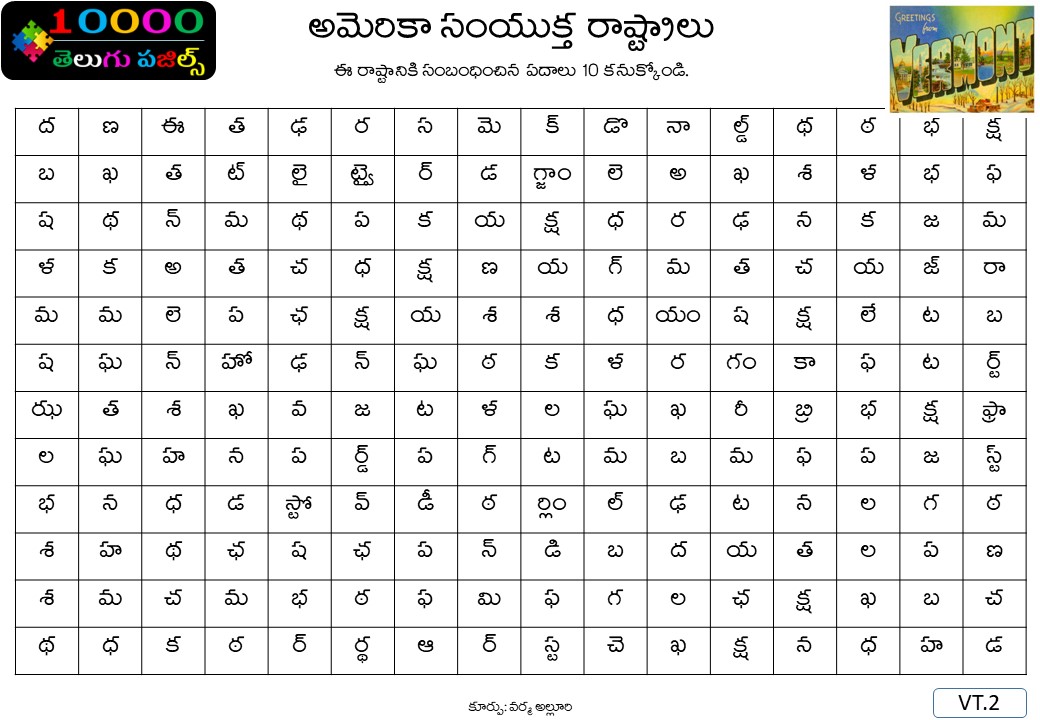 10000
తెలుగు పజిల్స్
అమెరికా సంయుక్త రాష్ట్రాలు
GREETINGS
from
VERMONT
ఈ రాష్ట్రానికి సంబంధించిన పదాలు 10 కనుక్కోండి.
ద ణ ఈ త ఢ ర స మె క్ డొ నా ల్డ్ థ ఠ భ క్ష
బ ఖ త ట్ లై ట్వై ర్ డ గ్జాం లె అ ఖ శ ళ భ ఫ
ష థ న్ మ థ ప క య క్ష ధ ర ఢ న క జ మ
ళ క అ త చ ధ క్ష ణ య గ్ మ త చ య జ్ రా
మ మ లె ప ఛ క్ష య శ శ ధ యం ష క్ష లే ట బ
ష ఘ న్ హో ఢ న్ ఘ ఠ క ళ ర గం కా ఫ ట ర్ట్
ఝ త శ ఖ వ జ ట ళ ల ఘ ఖ రీ బ్రి భ క్ష ఫ్రా
ల ఘ హ న ప ర్డ్ ప గ్ ట మ బ మ ఫ ప జ స్ట్
భ న ధ డ స్టో వ్ డీ ఠ ర్లిం ల్ ఢ ట న ల గ ఠ
శ హ థ ఛ ష ఛ ప న్ డి బ ద య త ల ప ణ
శ మ చ మ భ ఠ ఫ మి ఫ గ ల ఛ క్ష ఖ బ చ
థ ధ క ఠ ర్ ర్థ ఆ ర్ స్ట చె ఖ క్ష న ధ హ డ
కూర్పు: వర్మ అల్లూరి
VT.2